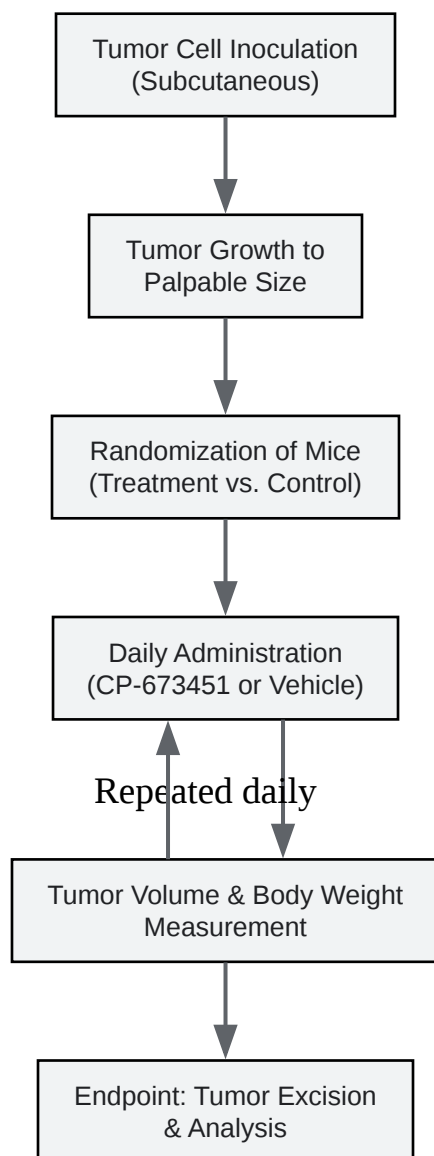 Tumor Cell Inoculation
(Subcutaneous)
Tumor Growth to
Palpable Size
Randomization of Mice
(Treatment vs. Control)
Daily Administration
(CP-673451 or Vehicle)
Repeated daily
Tumor Volume & Body Weight
Measurement
Endpoint: Tumor Excision
& Analysis